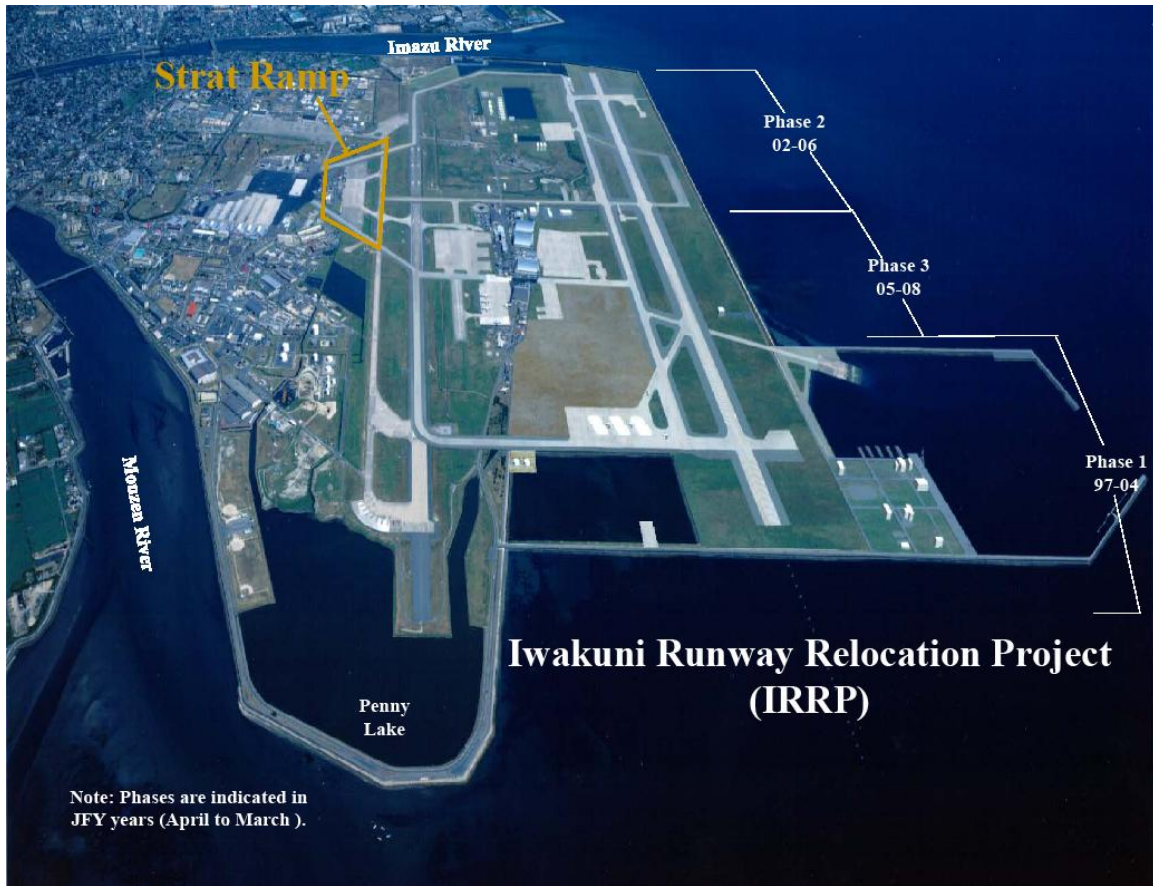 Imazu River
Strat Ramp
Phase 2
02-06
Phase 3
05-08
Phase 1
97-04
Monzen River
Iwakuni Runway Relocation Project
(IRRP)
Penny
Lake
Note: Phases are indicated in
JFY years (April to March ).